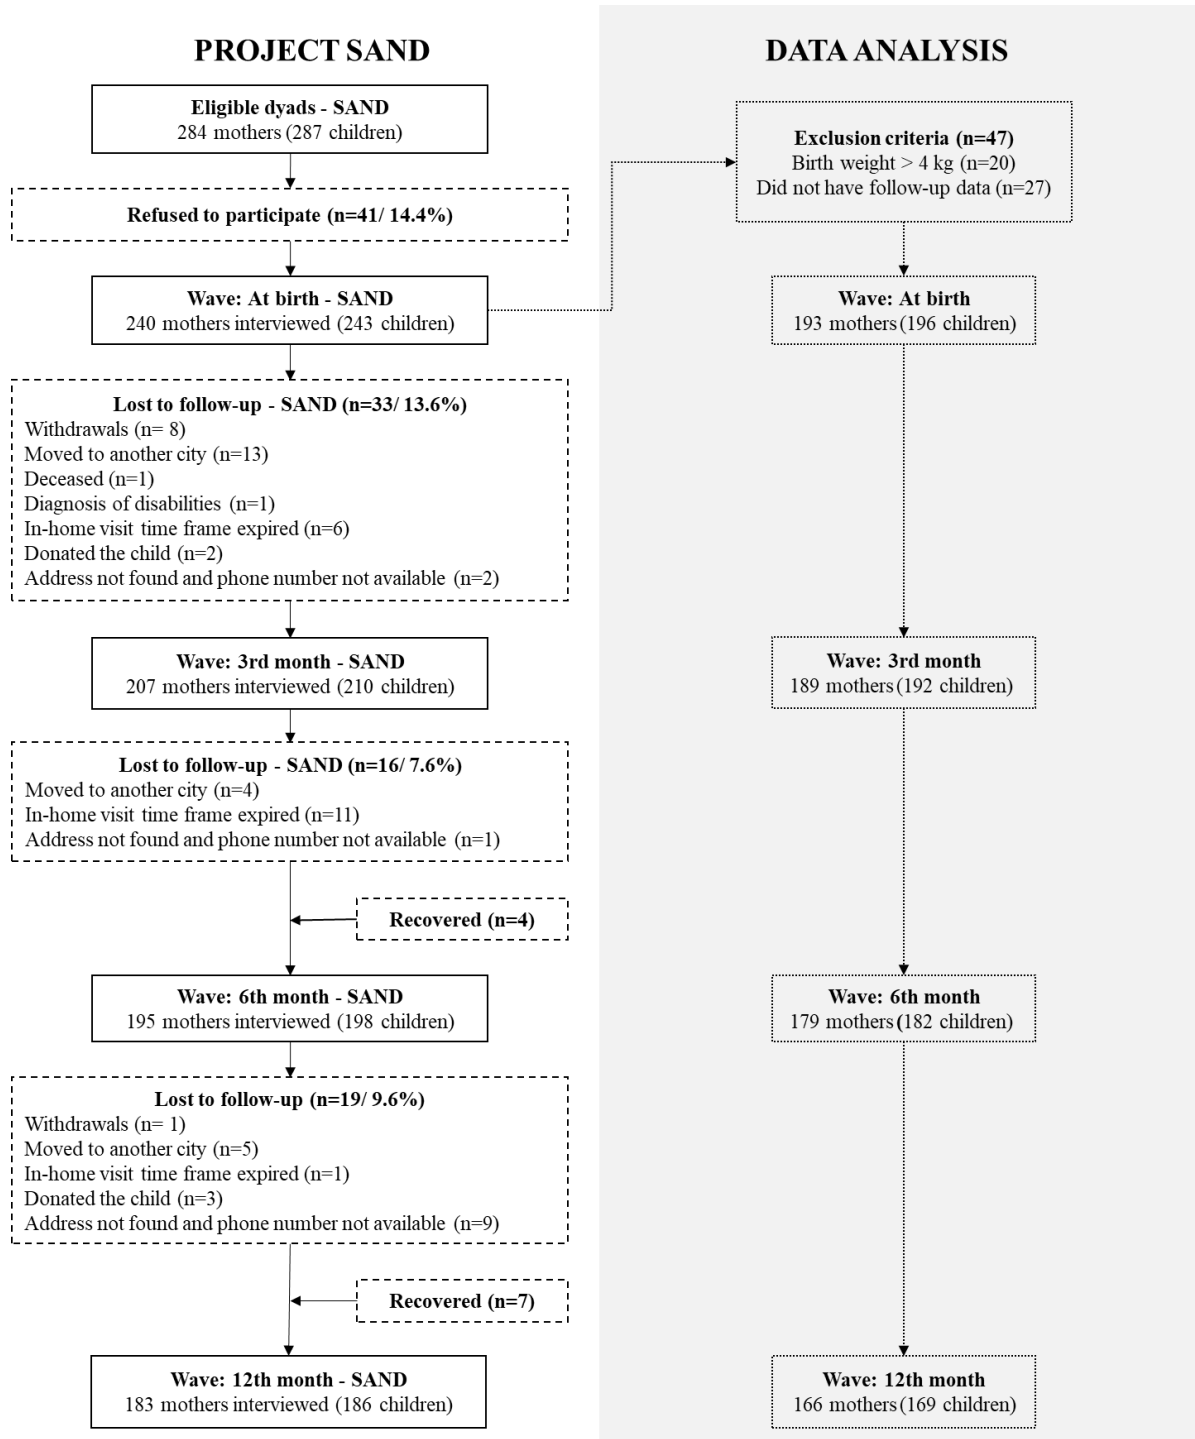 PROJECT SAND
Eligible dyads - SAND
284 mothers (287 children)
Refused to participate (n=41/ 14.4%)
Wave: At birth - SAND
240 mothers interviewed (243 children)
Lost to follow-up - SAND (n=33/ 13.6%)
Withdrawals (n= 8)
Moved to another city (n=13)
Deceased (n=1)
Diagnosis of disabilities (n=1)
In-home visit time frame expired (n=6)
Donated the child (n=2)
Address not found and phone number not available (n=2)
Wave: 3rd month - SAND
207 mothers interviewed (210 children)
Lost to follow-up - SAND (n=16/ 7.6%)
Moved to another city (n=4)
In-home visit time frame expired (n=11)
Address not found and phone number not available (n=1)
Recovered (n=4)
Wave: 6th month - SAND
195 mothers interviewed (198 children)
Lost to follow-up (n=19/ 9.6%)
Withdrawals (n= 1)
Moved to another city (n=5)
In-home visit time frame expired (n=1)
Donated the child (n=3)
Address not found and phone number not available (n=9)
Recovered (n=7)
Wave: 12th month - SAND
183 mothers interviewed (186 children)
DATA ANALYSIS
Exclusion criteria (n=47)
Birth weight > 4 kg (n=20)
Did not have follow-up data (n=27)
Wave: At birth
193 mothers (196 children)
Wave: 3rd month
189 mothers (192 children)
Wave: 6th month
179 mothers (182 children)
Wave: 12th month
166 mothers (169 children)